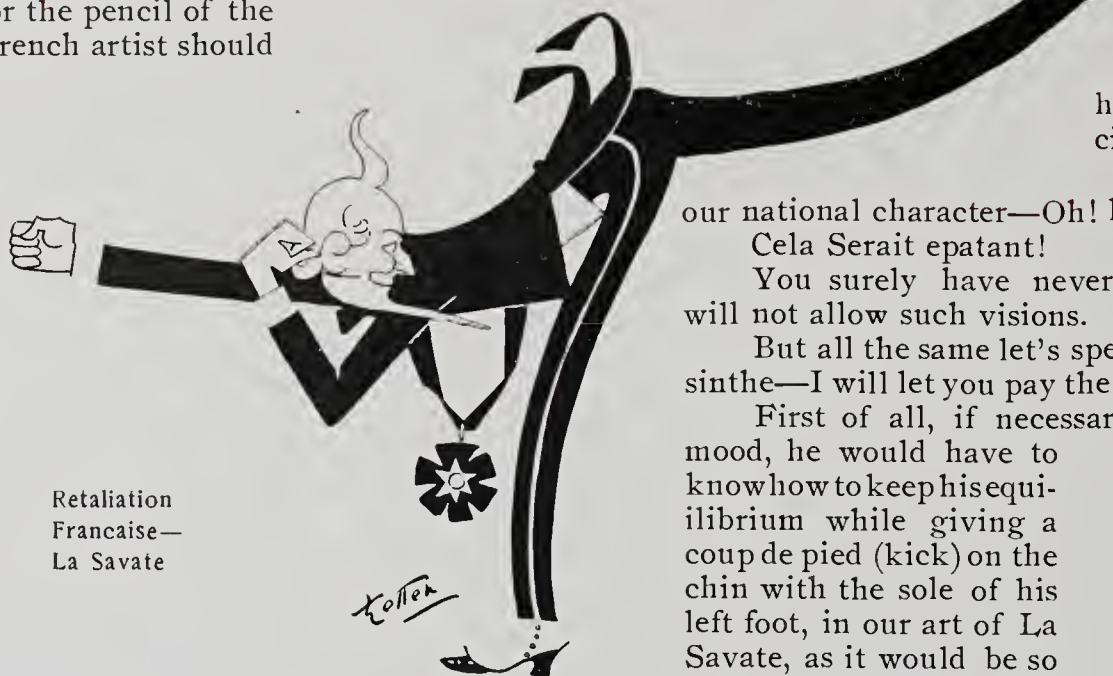 or the pencil of the
rench artist should
our national character—Oh!
Cela Serait epatant!
You surely have never
will not allow such visions.
But all the same let's spe
sinthe—I will let you pay the
First of all, if necessar
mood, he would have to
know how to keep his equi-
ilibrium while giving a
coup de pied (kick) on the
chin with the sole of his
left foot, in our art of La
Savate, as it would be so
Retaliation
Francaise—
La Savate